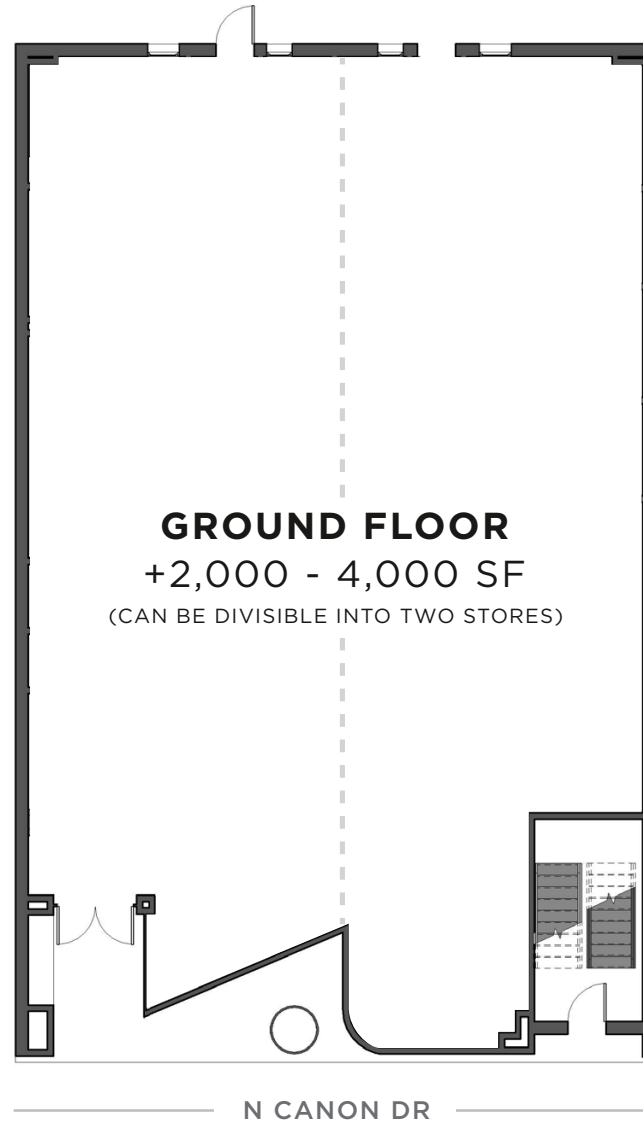 GROUND FLOOR
+2,000 - 4,000 SF
(CAN BE DIVISIBLE INTO TWO STORES)
N CANON DR